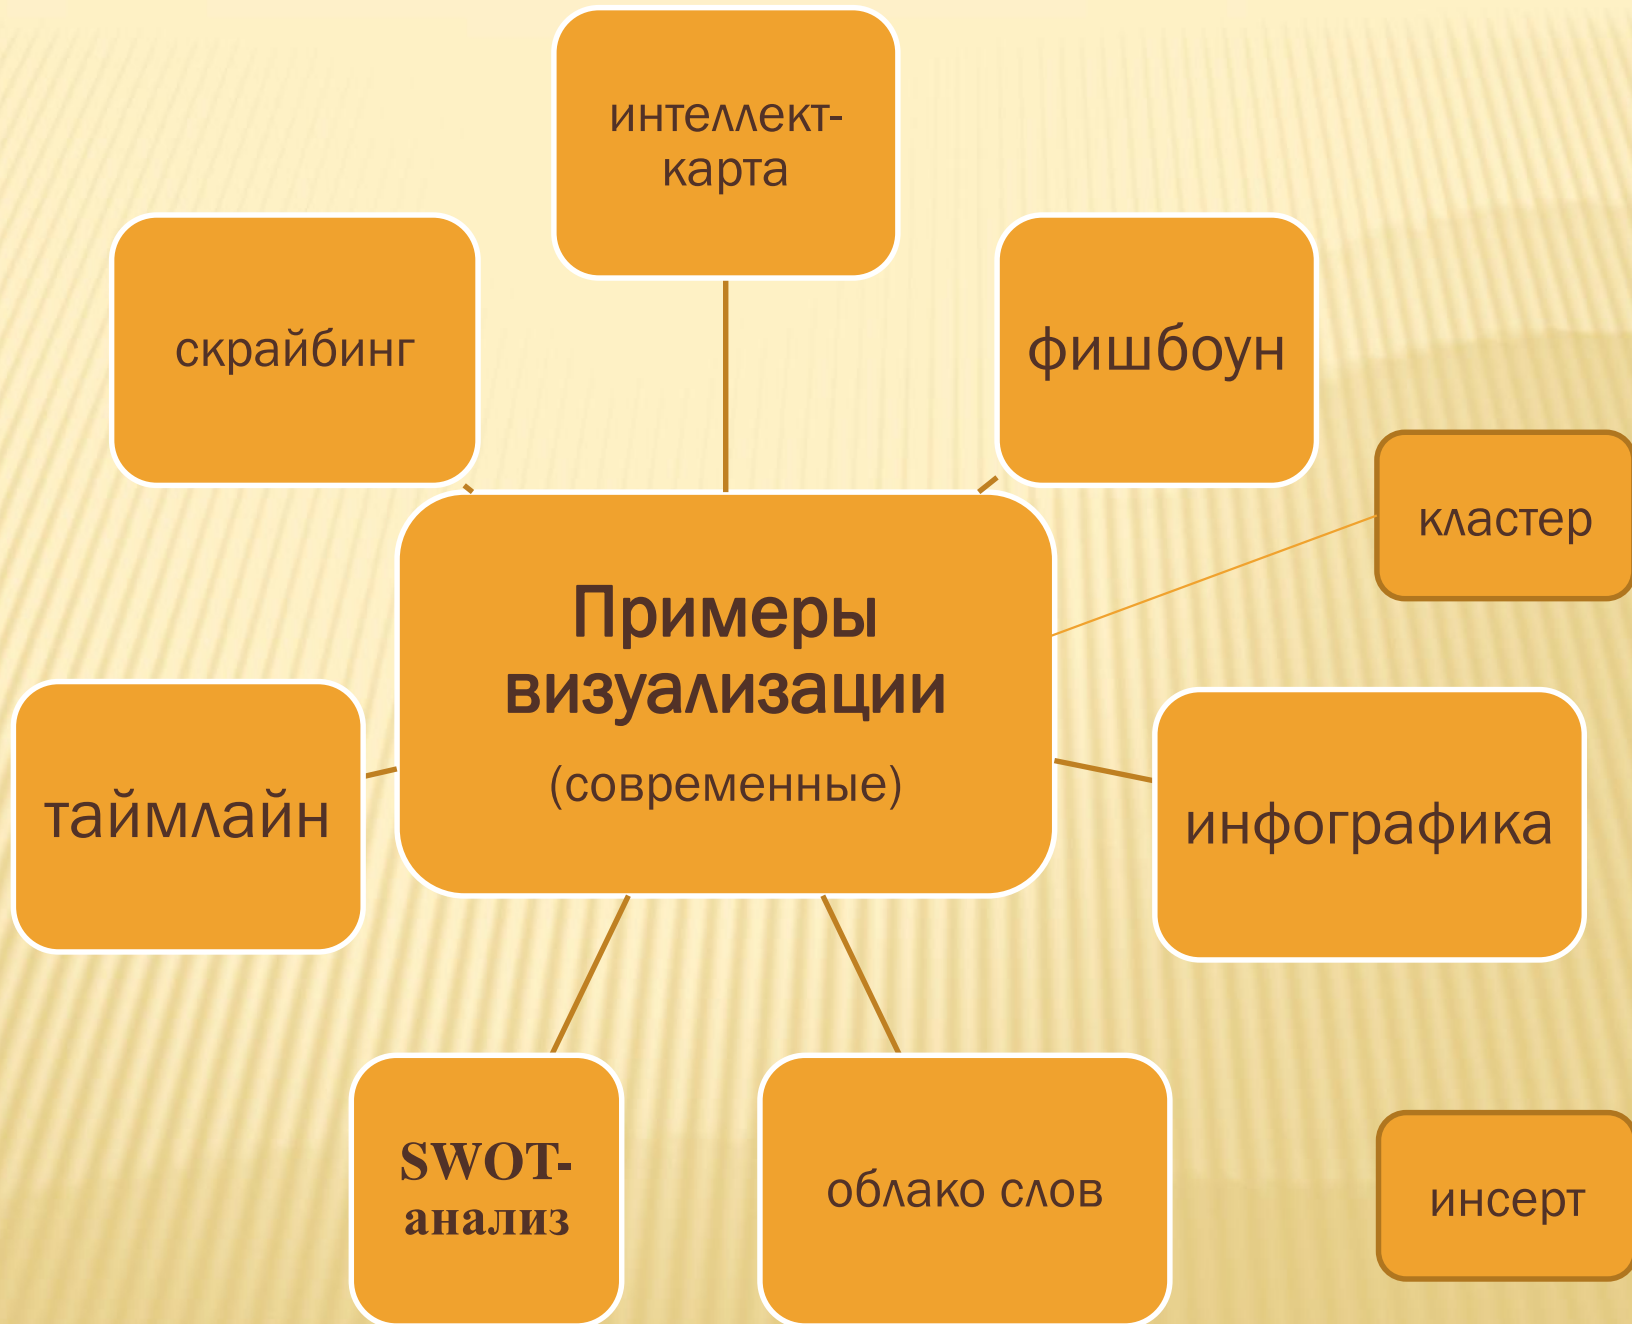 интеллект-
карта
скрайбинг
фишбоун
кластер
Примеры
визуализации
(современные)
таймлайн
инфографика
SWOT-
анализ
облако слов
инсерт